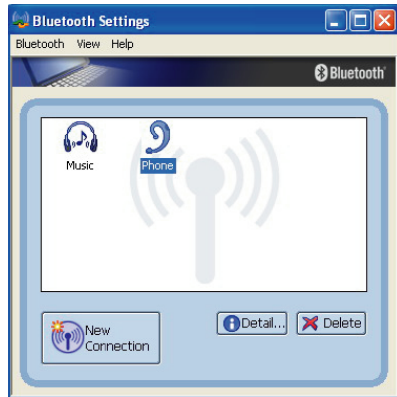 Bluetooth Settings
Bluetooth View Help
Bluetooth
Music Phone
New
Connection
Detail... Delete